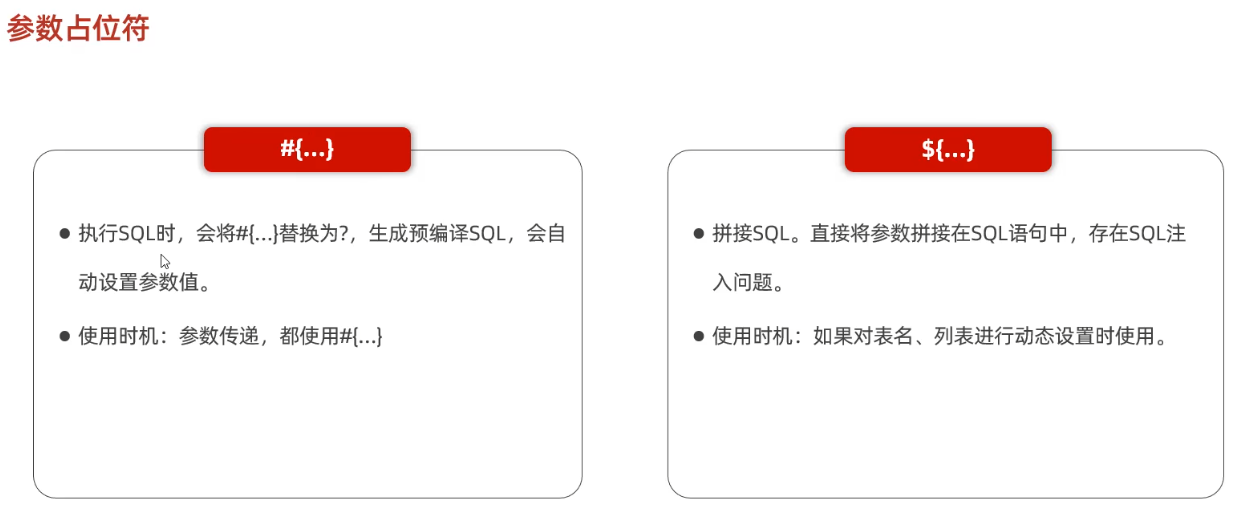 参数占位符
#{…}
执行SQL时，会将#{…}替换为?，生成预编译SQL，会自
动设置参数值。
使用时机：参数传递，都使用#{…}
${…}
拼接SQL。直接将参数拼接在SQL语句中，存在SQL注
入问题。
使用时机：如果对表名、列表进行动态设置时使用。